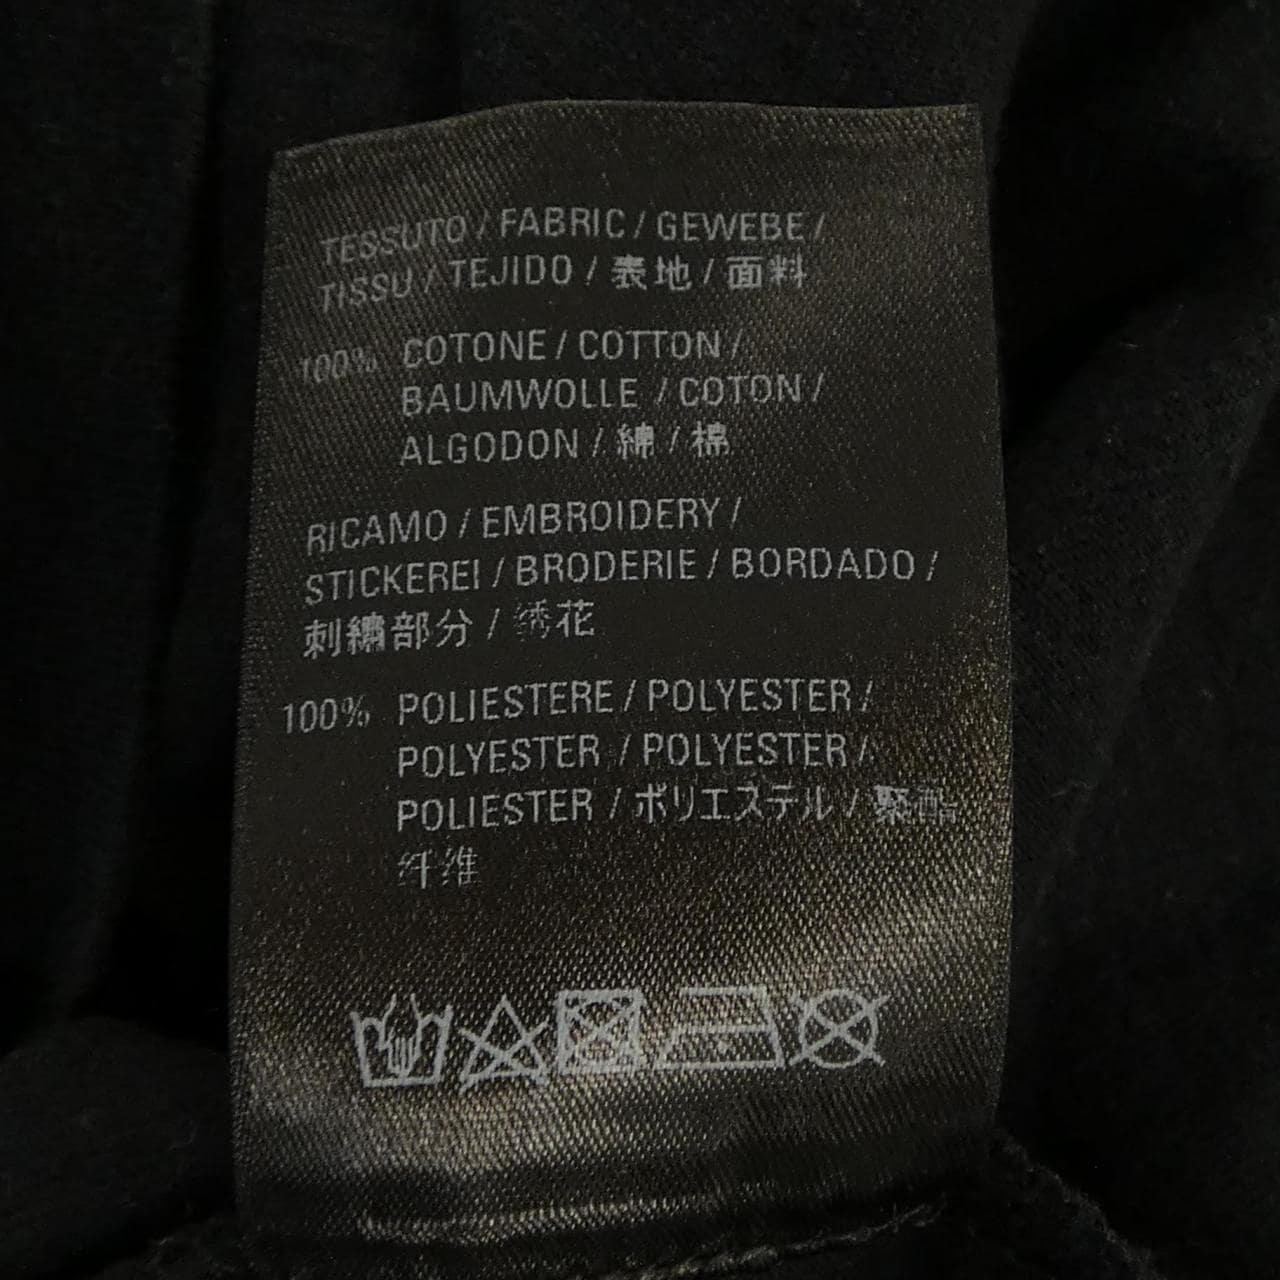 TESSUTO / FABRIC / GEWEBE /
TISSU / TEJIDO / 表地 / 面料
100% COTONE / COTTON /
BAUMWOLLE / COTON /
ALGODON / 綿 / 棉
RICAMO / EMBROIDERY /
STICKEREI / BRODERIE / BORDADO /
刺繍部分 / 绣花
100% POLIESTERE / POLYESTER /
POLYESTER / POLYESTER /
POLIESTER / ポリエステル / 聚酯
纤维